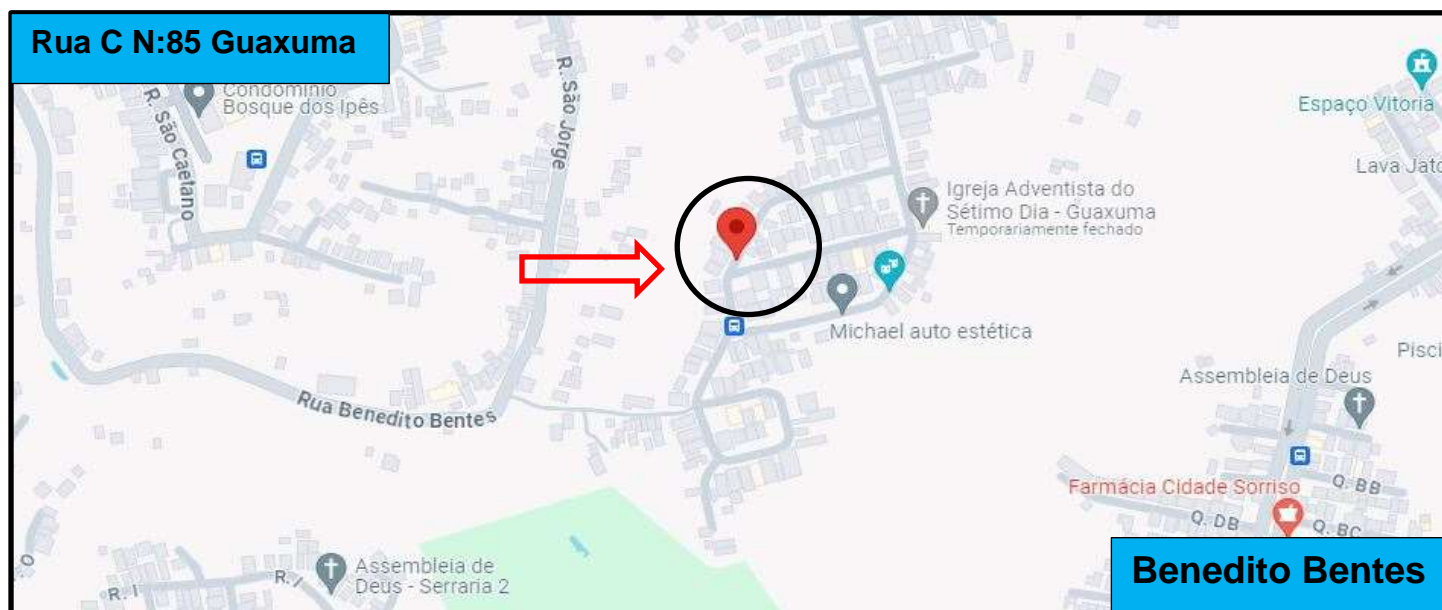 Rua C N:85 Guaxuma
Condomínio
Bosque dos Ipês
R. São Caetano
R. São Jorge
Espaço Vitoria
Lava Jato
Igreja Adventista do
Sétimo Dia - Guaxuma
Temporariamente fechado
Michael auto estética
Pisci
Assembleia de Deus
Rua Benedito Bentes
Farmácia Cidade Sorriso
Q. BB
Q. DB
Q. BC
Assembleia de
Deus - Serraria 2
R. I
R. I
O
Benedito Bentes